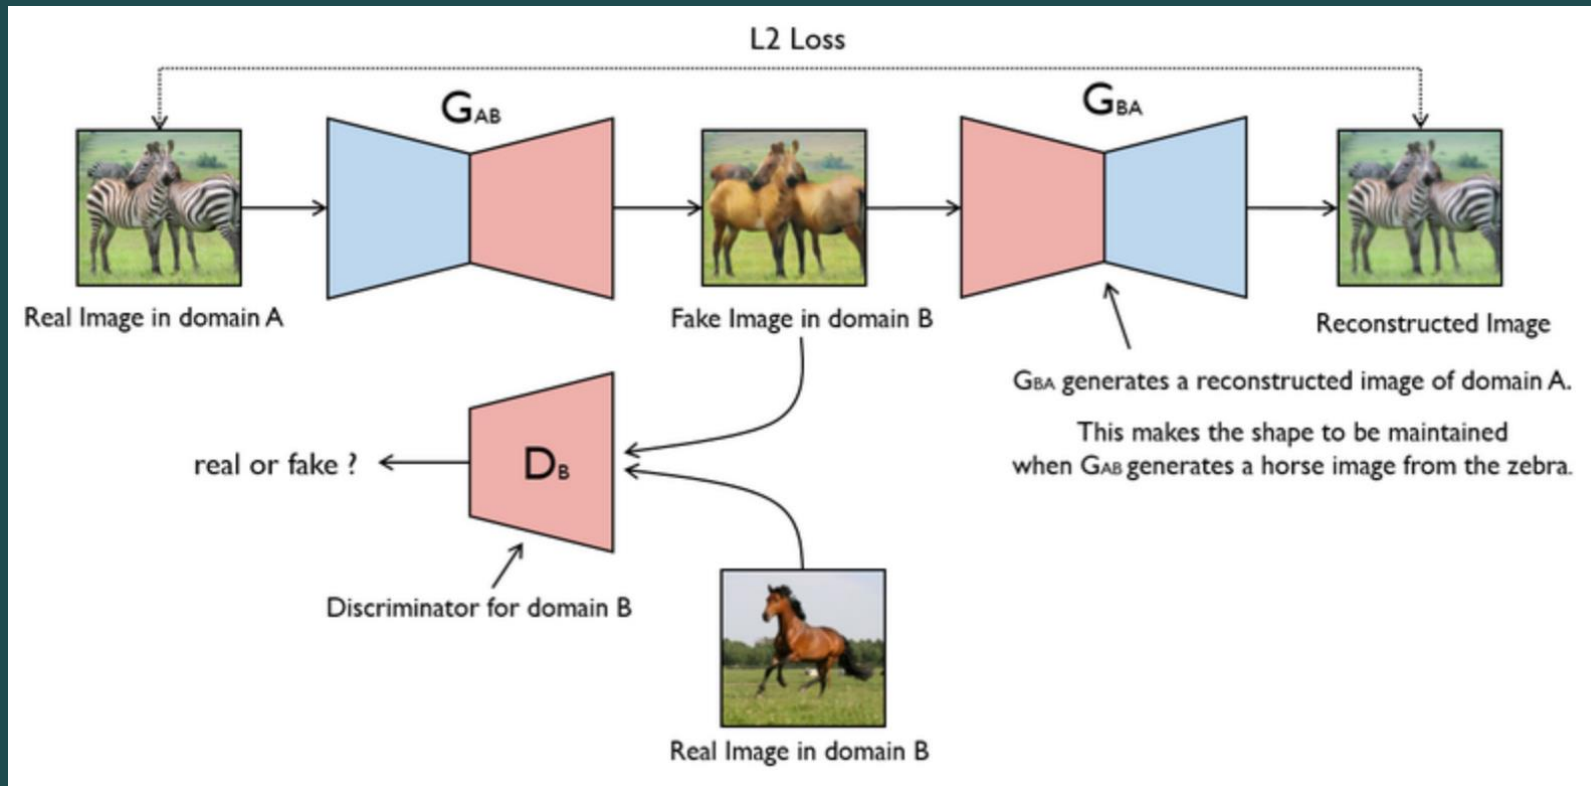 L2 Loss
GAB
GBA
Real Image in domain A
Fake Image in domain B
Reconstructed Image
GBA generates a reconstructed image of domain A.
This makes the shape to be maintained
when GAB generates a horse image from the zebra.
real or fake ?
DB
Discriminator for domain B
Real Image in domain B